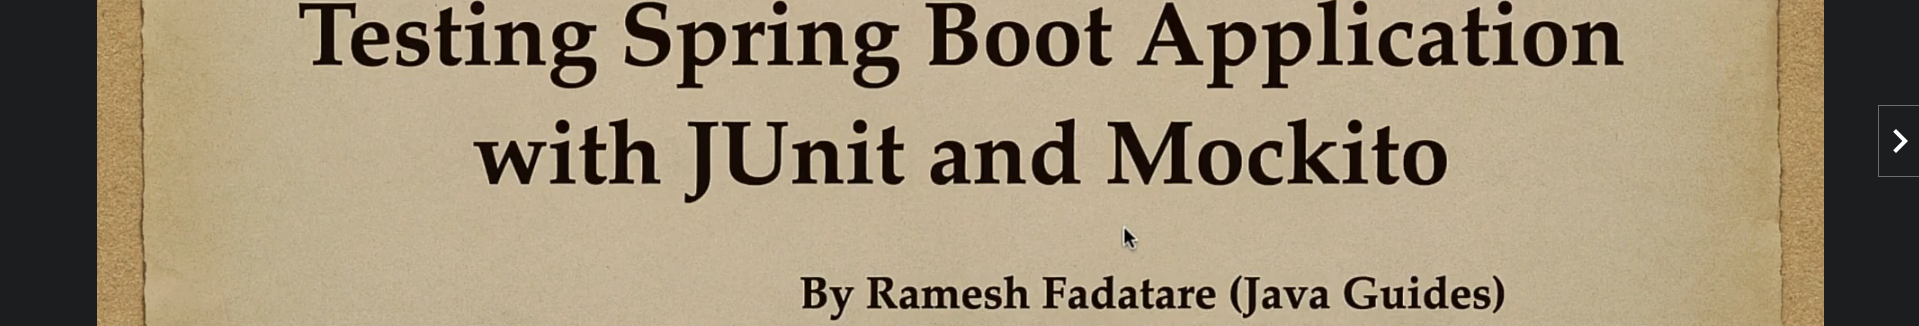 Testing Spring Boot Application
with JUnit and Mockito
By Ramesh Fadatare (Java Guides)